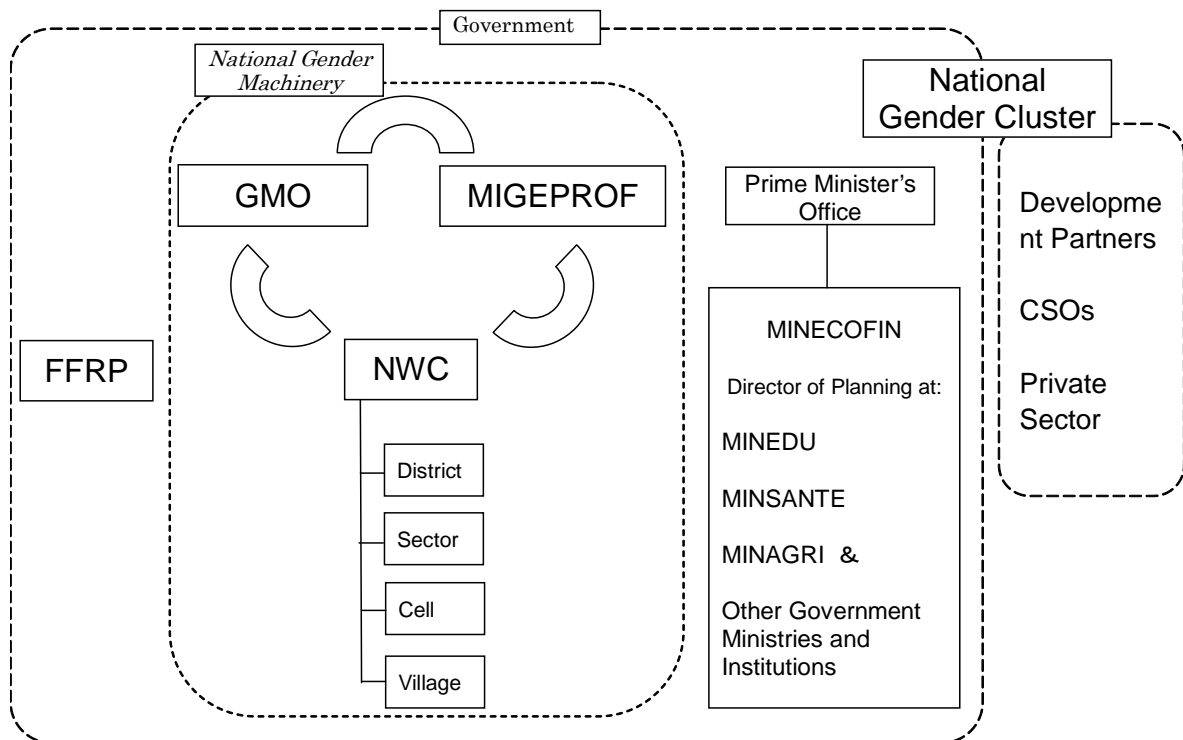 Government
National Gender
Machinery
National
Gender Cluster
GMO
MIGEPROF
Prime Minister’s
Office
Developme
nt Partners
CSOs
Private
Sector
FFRP
NWC
District
Sector
Cell
Village
MINECOFIN
Director of Planning at:
MINEDU
MINSANTE
MINAGRI &
Other Government
Ministries and
Institutions